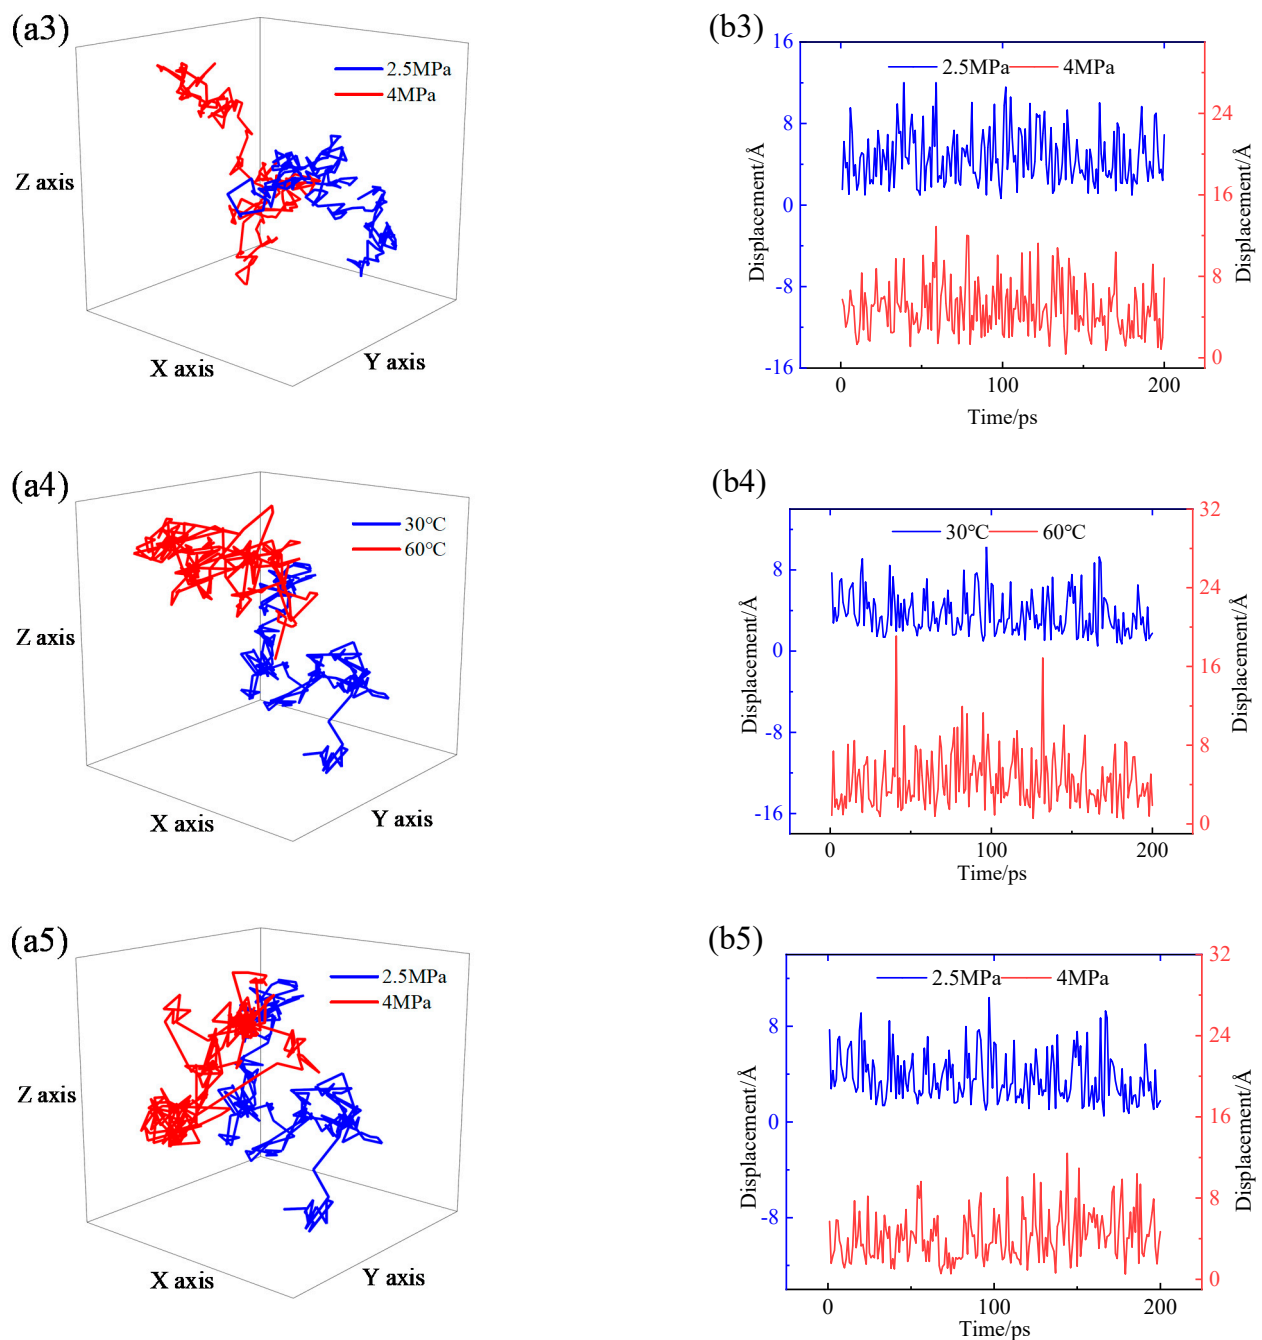 (a3)
2.5MPa
4MPa
Z axis
X axis
Y axis
(b3)
16
8
0
-8
-16
2.5MPa
4MPa
24
16
8
0
Displacement/Å
Displacement/Å
0
100
200
Time/ps
(a4)
30°C
60°C
Z axis
X axis
Y axis
(b4)
8
0
-8
-16
30°C
60°C
32
24
16
8
0
Displacement/Å
Displacement/Å
0
100
200
Time/ps
(a5)
2.5MPa
4MPa
Z axis
X axis
Y axis
(b5)
8
0
-8
2.5MPa
4MPa
32
24
16
8
0
Displacement/Å
Displacement/Å
0
100
200
Time/ps